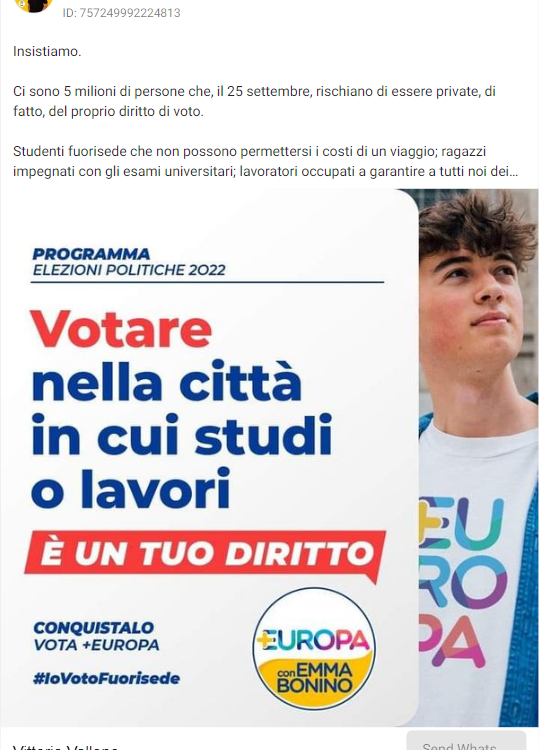 ID: 757249992224813
Insistiamo.
Ci sono 5 milioni di persone che, il 25 settembre, rischiano di essere private, di
fatto, del proprio diritto di voto.
Studenti fuorisede che non possono permettersi i costi di un viaggio; ragazzi
impegnati con gli esami universitari; lavoratori occupati a garantire a tutti noi dei...
PROGRAMMA
ELEZIONI POLITICHE 2022
Votare
nella città
in cui studi
o lavori
È UN TUO DIRITTO
CONQUISTALO
VOTA +EUROPA
#IoVotoFuorisede
+EUROPA
con EMMA
BONINO
+EU
RO
PA
Send Whats